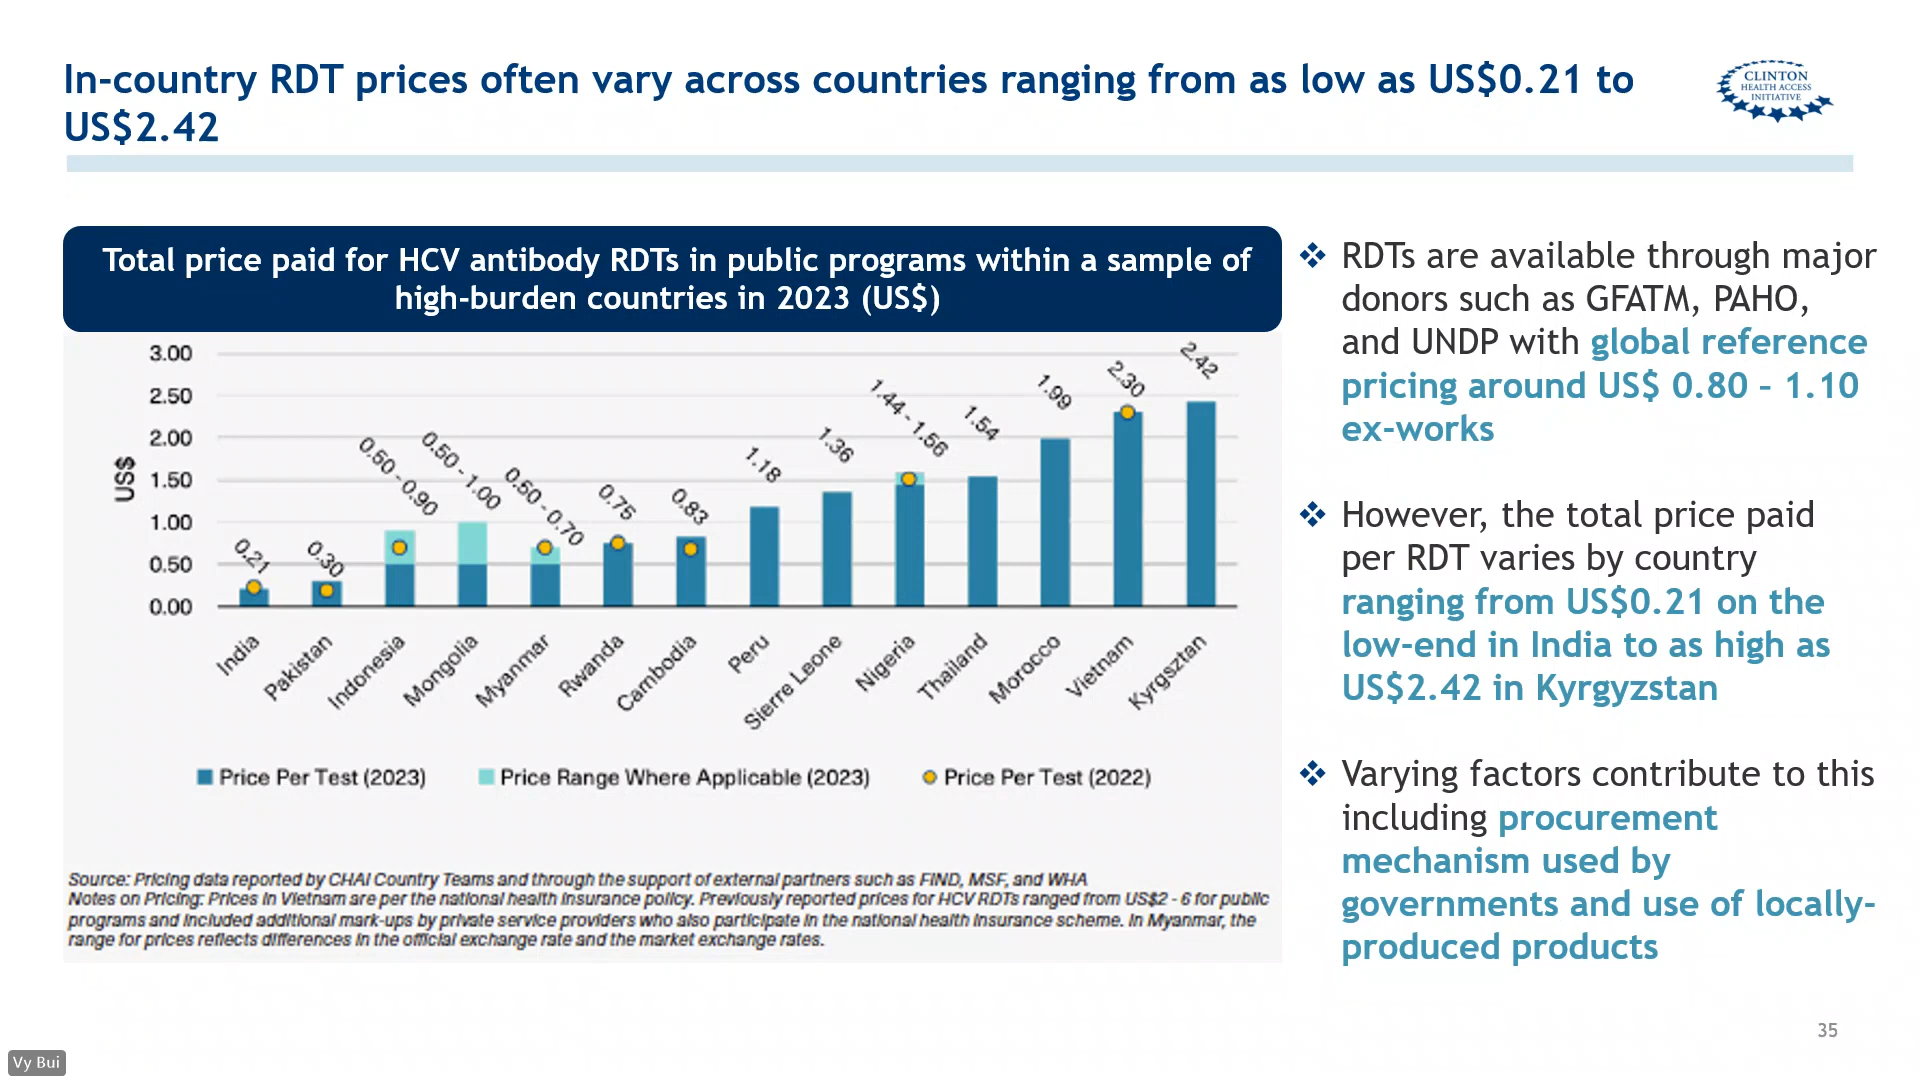 In-country RDT prices often vary across countries ranging from as low as US$0.21 to
US$2.42
CLINTON
HEALTH ACCESS
INITIATIVE
Total price paid for HCV antibody RDTs in public programs within a sample of
high-burden countries in 2023 (US$)
US$
3.00
2.50
2.00
1.50
1.00
0.50
0.00
0.21
0.30
0.50 - 0.90
0.50 - 1.00
0.50 - 0.70
0.75
0.83
1.18
1.36
1.44 - 1.56
1.54
1.99
2.30
2.42
India
Pakistan
Indonesia
Mongolia
Myanmar
Rwanda
Cambodia
Peru
Sierre Leone
Nigeria
Thailand
Morocco
Vietnam
Kyrgsztan
Price Per Test (2023)
Price Range Where Applicable (2023)
Price Per Test (2022)
Source: Pricing data reported by CHAI Country Teams and through the support of external partners such as FIND, MSF, and WHA
Notes on Pricing: Prices in Vietnam are per the national health insurance policy. Previously reported prices for HCV RDTs ranged from US$2 - 6 for public
programs and included additional mark-ups by private service providers who also participate in the national health insurance scheme. In Myanmar, the
range for prices reflects differences in the official exchange rate and the market exchange rates.
❖ RDTs are available through major
donors such as GFATM, PAHO,
and UNDP with global reference
pricing around US$ 0.80 – 1.10
ex-works
❖ However, the total price paid
per RDT varies by country
ranging from US$0.21 on the
low-end in India to as high as
US$2.42 in Kyrgyzstan
❖ Varying factors contribute to this
including procurement
mechanism used by
governments and use of locally-
produced products
35
Vy Bui